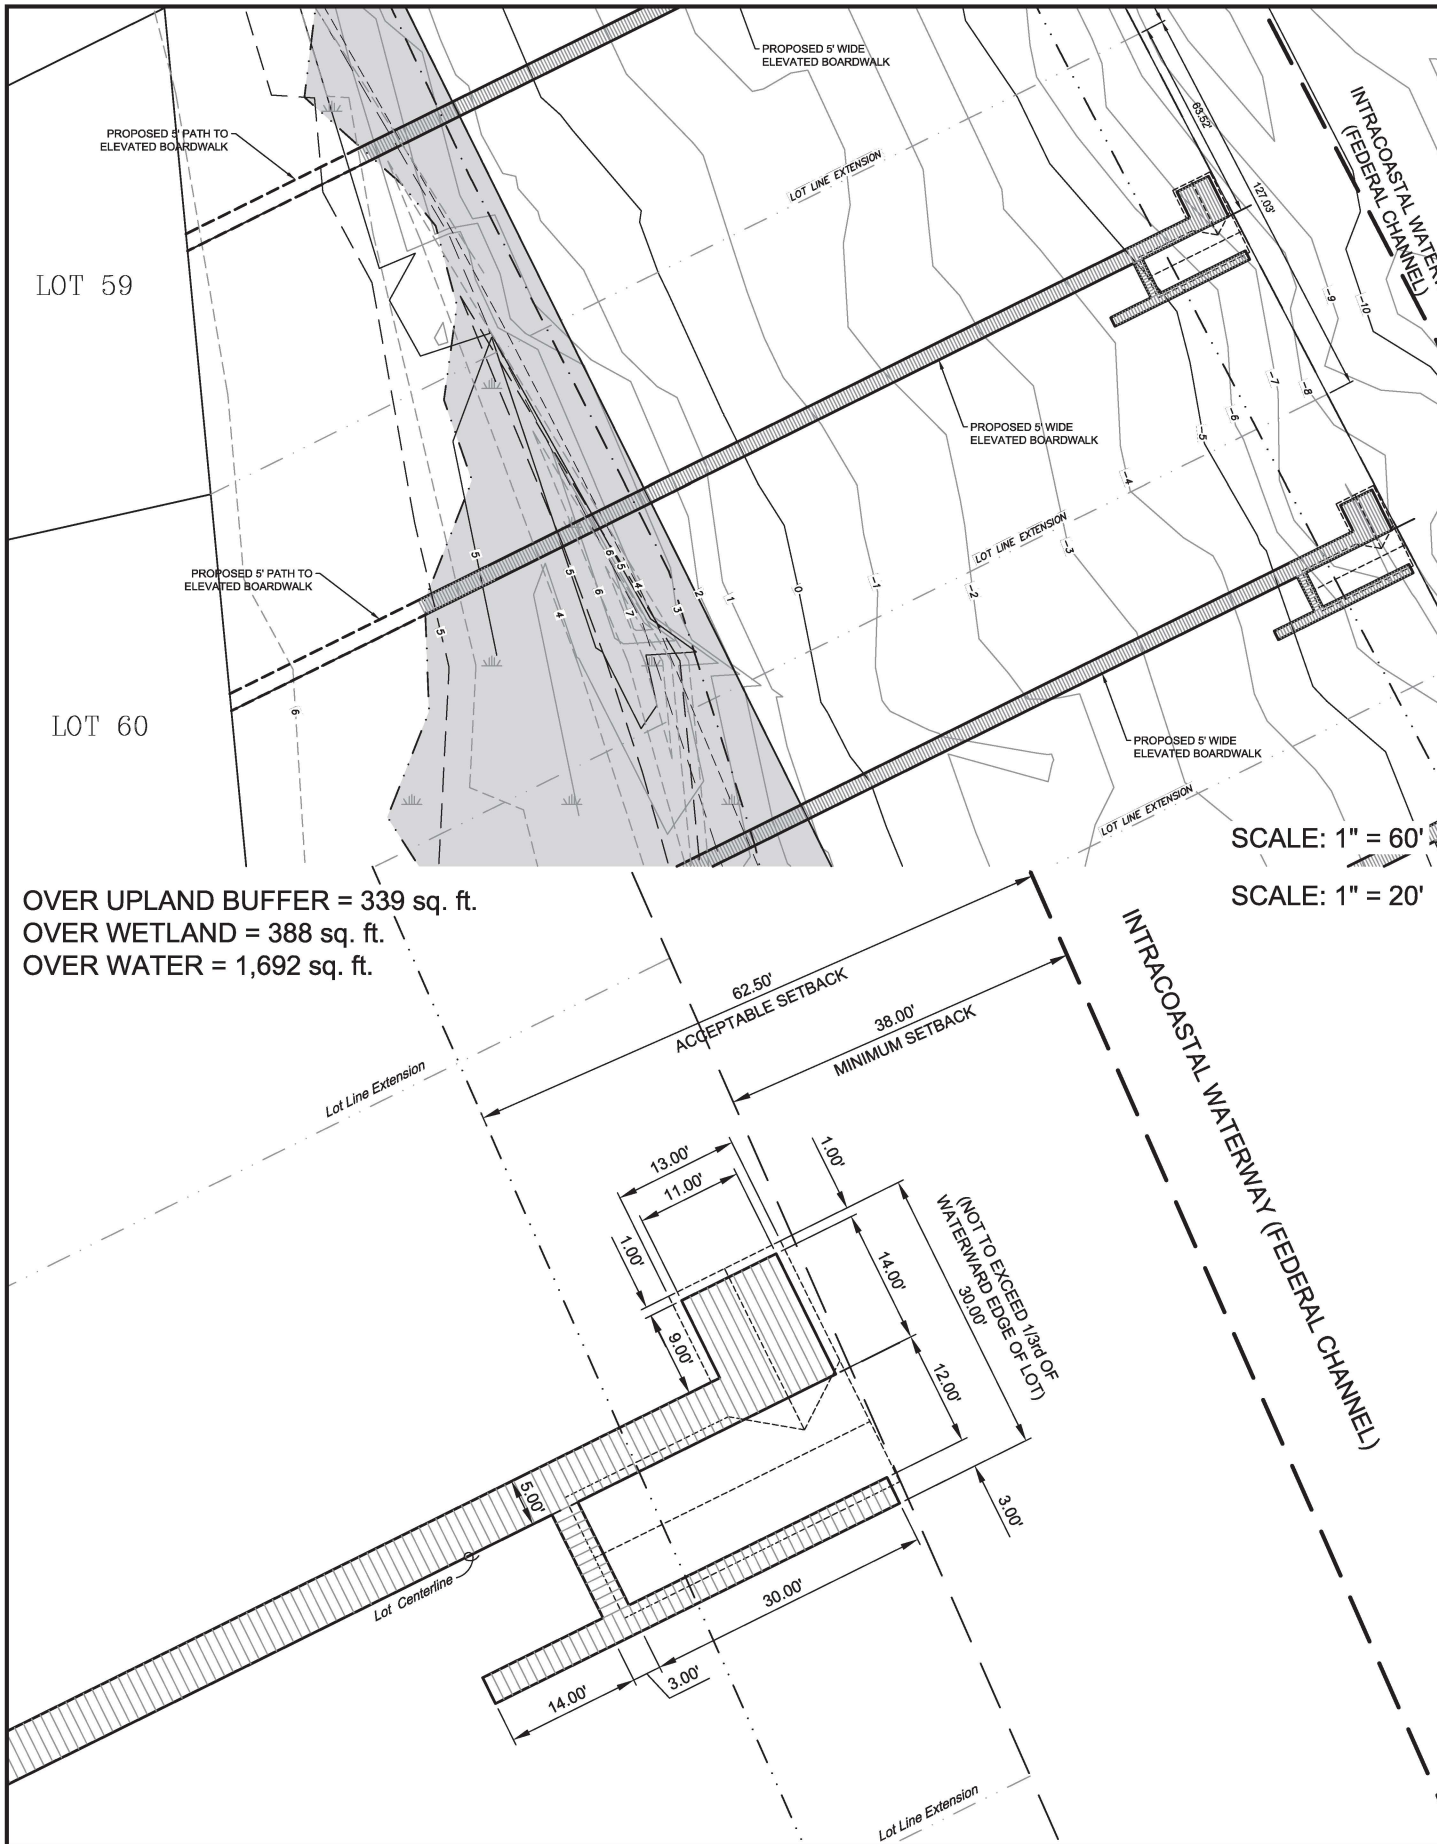 PROPOSED 5' WIDE
ELEVATED BOARDWALK
63.52'
127.03'
INTRACOASTAL WATER
(FEDERAL CHANNEL)
PROPOSED 5' PATH TO
ELEVATED BOARDWALK
LOT LINE EXTENSION
LOT 59
-9
-10
-7
-8
-6
-5
PROPOSED 5' WIDE
ELEVATED BOARDWALK
-4
LOT LINE EXTENSION
-3
PROPOSED 5' PATH TO
ELEVATED BOARDWALK
5
5
6
5
4
6
7
3
2
1
0
-1
-2
4
5
6
LOT 60
PROPOSED 5' WIDE
ELEVATED BOARDWALK
LOT LINE EXTENSION
SCALE: 1" = 60'
SCALE: 1" = 20'
OVER UPLAND BUFFER = 339 sq. ft.
OVER WETLAND = 388 sq. ft.
OVER WATER = 1,692 sq. ft.
62.50'
ACCEPTABLE SETBACK
38.00'
MINIMUM SETBACK
INTRACOASTAL WATERWAY (FEDERAL CHANNEL)
Lot Line Extension
13.00'
11.00'
1.00'
1.00'
9.00'
14.00'
12.00'
30.00'
(NOT TO EXCEED 1/3rd OF
WATERWARD EDGE OF LOT)
5.00'
Lot Centerline
3.00'
30.00'
3.00'
14.00'
Lot Line Extension